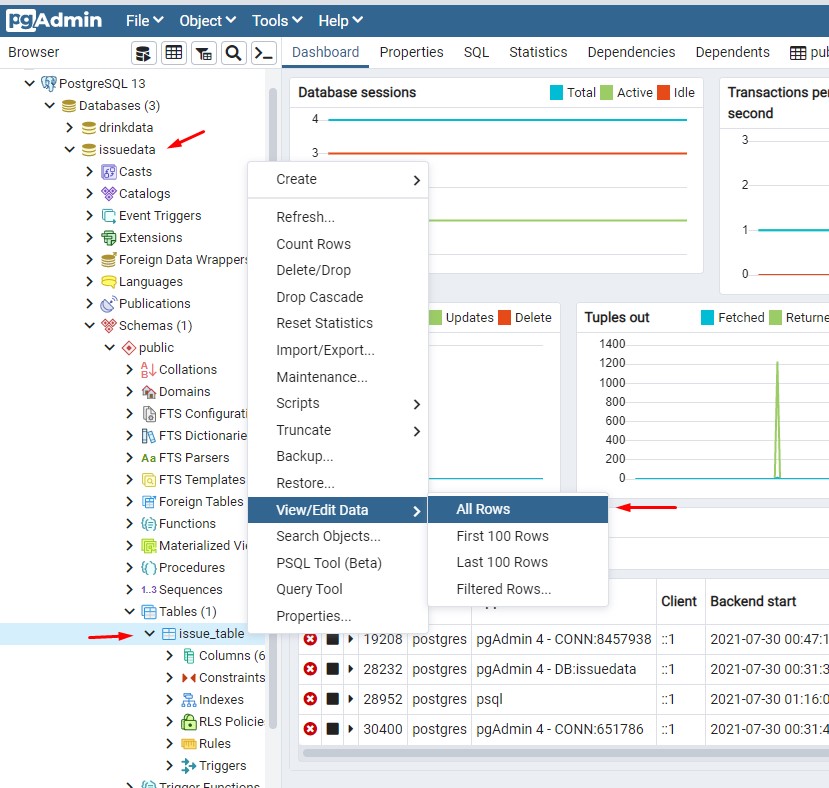 pgAdmin File Object Tools Help
Browser
Dashboard Properties SQL Statistics Dependencies Dependents
PostgreSQL 13
Databases (3)
drinkdata
issuedata
Casts
Catalogs
Event Triggers
Extensions
Foreign Data Wrappers
Languages
Publications
Schemas (1)
public
Collations
Domains
FTS Configurati
FTS Dictionarie
Aa FTS Parsers
FTS Templates
Foreign Tables
Functions
Materialized Vi
Procedures
1..3 Sequences
Tables (1)
issue_table
Columns (6
Constraints
Indexes
RLS Policie
Rules
Triggers
Trigger Functions
Create
Refresh...
Count Rows
Delete/Drop
Drop Cascade
Reset Statistics
Import/Export...
Maintenance...
Scripts
Truncate
Backup...
Restore...
View/Edit Data
Search Objects...
PSQL Tool (Beta)
Query Tool
Properties...
All Rows
First 100 Rows
Last 100 Rows
Filtered Rows...
Database sessions
Total Active Idle
4
3
Transactions per
second
3
2
1
0
Updates Delete
Tuples out
Fetched Returne
1400
1200
1000
800
600
400
200
0
Client Backend start
19208 postgres pgAdmin 4 - CONN:8457938 ::1 2021-07-30 00:47:1
28232 postgres pgAdmin 4 - DB:issuedata ::1 2021-07-30 00:31:3
28952 postgres psql ::1 2021-07-30 01:16:0
30400 postgres pgAdmin 4 - CONN:651786 ::1 2021-07-30 00:31:4